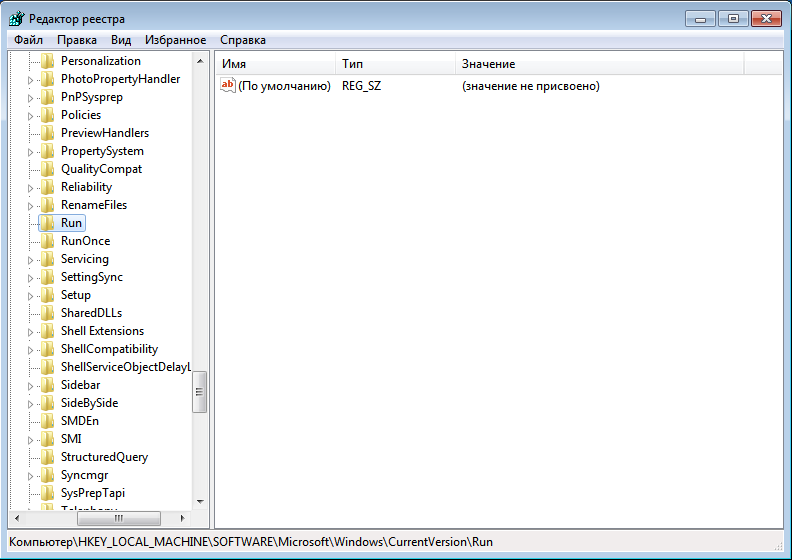 Редактор реестра
Файл Правка Вид Избранное Справка
Personalization
PhotoPropertyHandler
PnPSysprep
Policies
PreviewHandlers
PropertySystem
QualityCompat
Reliability
RenameFiles
Run
RunOnce
Servicing
SettingSync
Setup
SharedDLLs
Shell Extensions
ShellCompatibility
ShellServiceObjectDelayL
Sidebar
SideBySide
SMDEn
SMI
StructuredQuery
Syncmgr
SysPrepTapi
Telephony
Имя Тип Значение
ab (По умолчанию) REG_SZ (значение не присвоено)
Компьютер\HKEY_LOCAL_MACHINE\SOFTWARE\Microsoft\Windows\CurrentVersion\Run